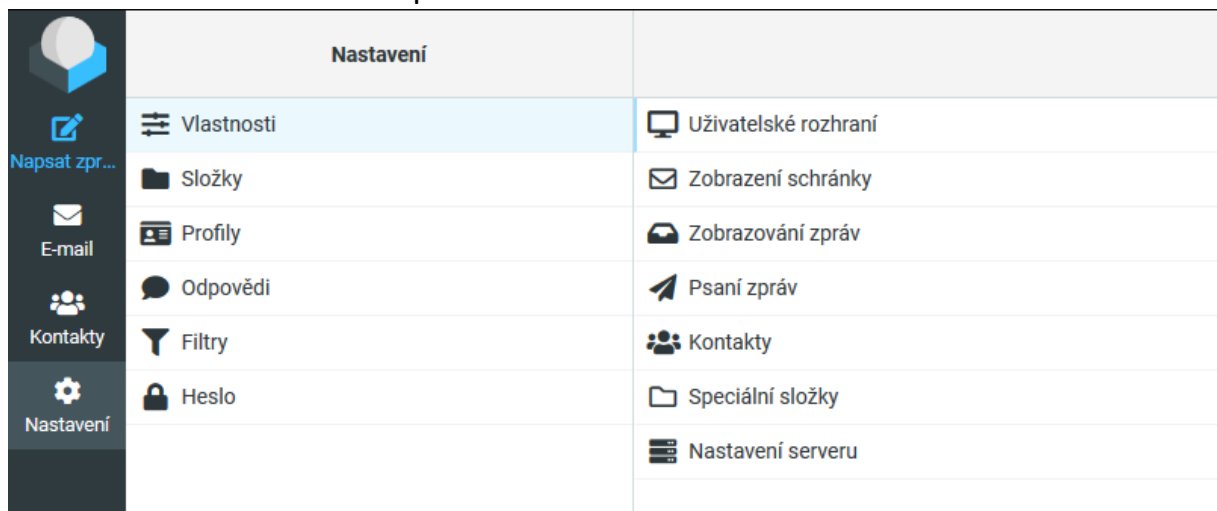 Nastavení
Napsat zpr...
E-mail
Kontakty
Nastavení
Vlastnosti
Složky
Profily
Odpovědi
Filtry
Heslo
Uživatelské rozhraní
Zobrazení schránky
Zobrazování zpráv
Psaní zpráv
Kontakty
Speciální složky
Nastavení serveru